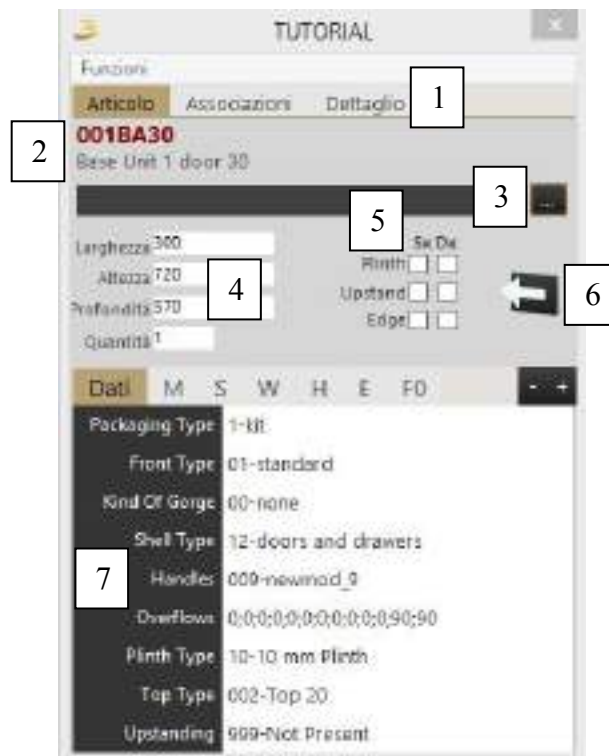 TUTORIAL
x
Funzioni
Articolo Associazioni Dettaglio 1
001BA30
2
Base Unit 1 door 30
3 ...
5
Larghezza 300 Sx Dx
Altezza 720 Plinth
4
Profondità 570 Upstand 6
Quantità 1 Edge
Dati M S W H E F0 - +
Packaging Type 1-kit
Front Type 01-standard
Kind Of Gorge 00-none
Shell Type 12-doors and drawers
7
Handles 009-newmod_9
Overflows 0;0;0;0;0;0;0;0;0;0;90;90
Plinth Type 10-10 mm Plinth
Top Type 002-Top 20
Upstanding 999-Not Present